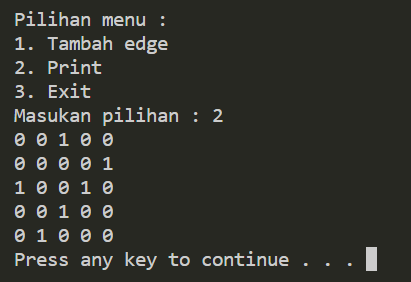 Pilihan menu :
1. Tambah edge
2. Print
3. Exit
Masukan pilihan : 2
0 0 1 0 0
0 0 0 0 1
1 0 0 1 0
0 0 1 0 0
0 1 0 0 0
Press any key to continue . . .